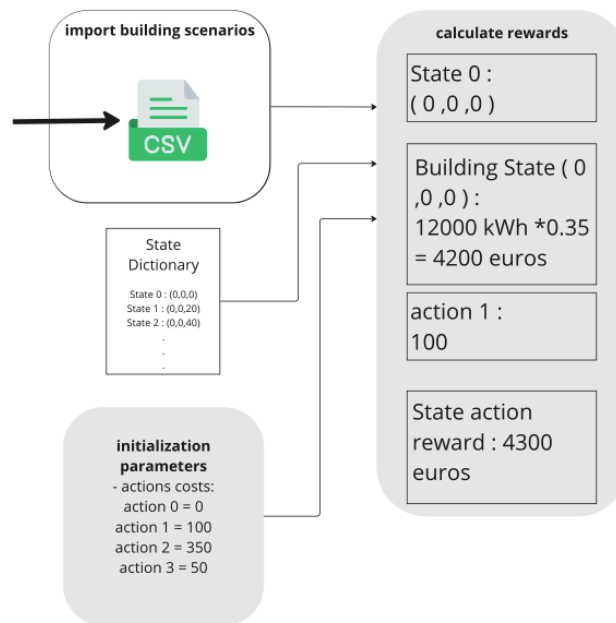 import building scenarios
CSV
State
Dictionary
State 0 : (0,0,0)
State 1 : (0,0,20)
State 2 : (0,0,40)
.
.
.
initialization
parameters
- actions costs:
action 0 = 0
action 1 = 100
action 2 = 350
action 3 = 50
calculate rewards
State 0 :
( 0 ,0 ,0 )
Building State ( 0
,0 ,0 ) :
12000 kWh *0.35
= 4200 euros
action 1 :
100
State action
reward : 4300
euros